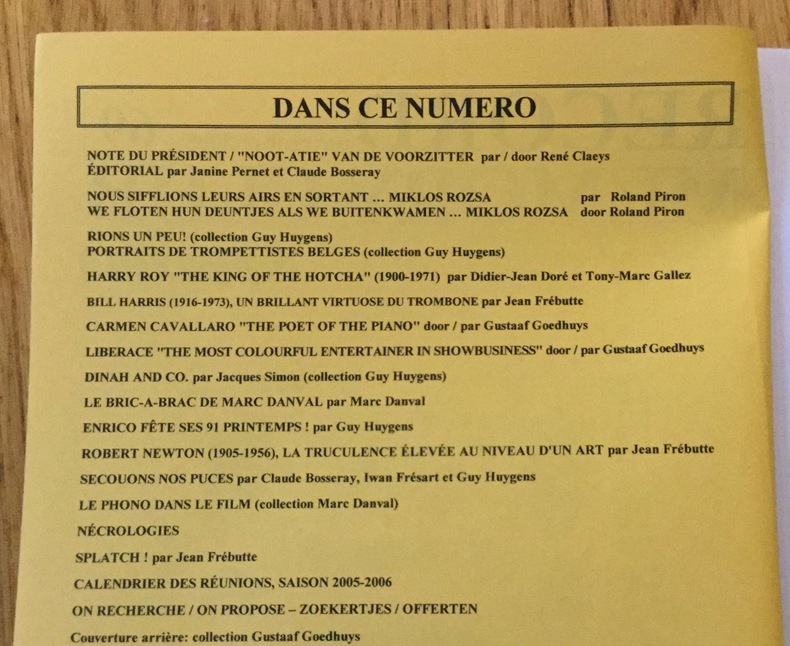 DANS CE NUMERO
NOTE DU PRÉSIDENT / "NOOT-ATIE" VAN DE VOORZITTER par / door René Claeys
ÉDITORIAL par Janine Pernet et Claude Bosseray
NOUS SIFFLIONS LEURS AIRS EN SORTANT ... MIKLOS ROZSA par Roland Piron
WE FLOTEN HUN DEUNTJES ALS WE BUITENKWAMEN ... MIKLOS ROZSA door Roland Piron
RIONS UN PEU! (collection Guy Huygens)
PORTRAITS DE TROMPETTISTES BELGES (collection Guy Huygens)
HARRY ROY "THE KING OF THE HOTCHA" (1900-1971) par Didier-Jean Doré et Tony-Marc Gallez
BILL HARRIS (1916-1973), UN BRILLANT VIRTUOSE DU TROMBONE par Jean Frébutte
CARMEN CAVALLARO "THE POET OF THE PIANO" door / par Gustaaf Goedhuys
LIBERACE "THE MOST COLOURFUL ENTERTAINER IN SHOWBUSINESS" door / par Gustaaf Goedhuys
DINAH AND CO. par Jacques Simon (collection Guy Huygens)
LE BRIC-A-BRAC DE MARC DANVAL par Marc Danval
ENRICO FÊTE SES 91 PRINTEMPS ! par Guy Huygens
ROBERT NEWTON (1905-1956), LA TRUCULENCE ÉLEVÉE AU NIVEAU D'UN ART par Jean Frébutte
SECOUONS NOS PUCES par Claude Bosseray, Iwan Frésart et Guy Huygens
LE PHONO DANS LE FILM (collection Marc Danval)
NÉCROLOGIES
SPLATCH ! par Jean Frébutte
CALENDRIER DES RÉUNIONS, SAISON 2005-2006
ON RECHERCHE / ON PROPOSE – ZOEKERTJES / OFFERTEN
Couverture arrière: collection Gustaaf Goedhuys